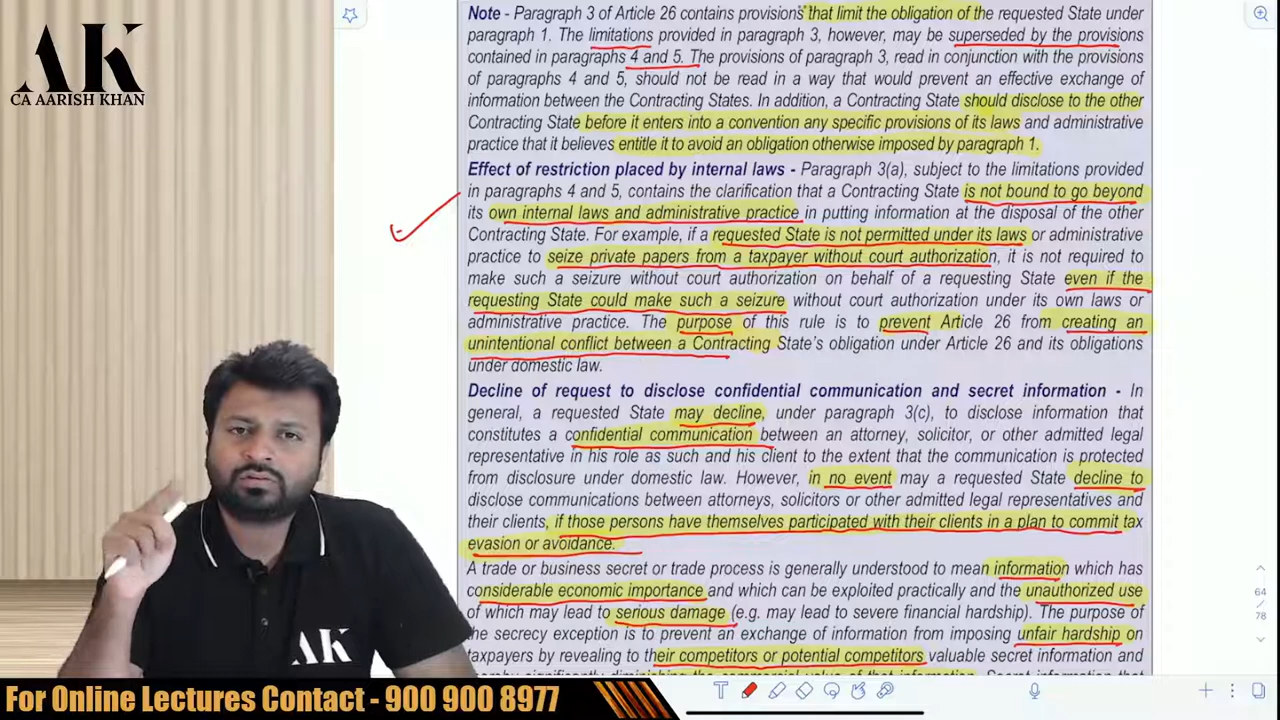 AK
CA AARISH KHAN
Note - Paragraph 3 of Article 26 contains provisions that limit the obligation of the requested State under
paragraph 1. The limitations provided in paragraph 3, however, may be superseded by the provisions
contained in paragraphs 4 and 5. The provisions of paragraph 3, read in conjunction with the provisions
of paragraphs 4 and 5, should not be read in a way that would prevent an effective exchange of
information between the Contracting States. In addition, a Contracting State should disclose to the other
Contracting State before it enters into a convention any specific provisions of its laws and administrative
practice that it believes entitle it to avoid an obligation otherwise imposed by paragraph 1.
Effect of restriction placed by internal laws - Paragraph 3(a), subject to the limitations provided
in paragraphs 4 and 5, contains the clarification that a Contracting State is not bound to go beyond
its own internal laws and administrative practice in putting information at the disposal of the other
Contracting State. For example, if a requested State is not permitted under its laws or administrative
practice to seize private papers from a taxpayer without court authorization, it is not required to
make such a seizure without court authorization on behalf of a requesting State even if the
requesting State could make such a seizure without court authorization under its own laws or
administrative practice. The purpose of this rule is to prevent Article 26 from creating an
unintentional conflict between a Contracting State's obligation under Article 26 and its obligations
under domestic law.
Decline of request to disclose confidential communication and secret information - In
general, a requested State may decline, under paragraph 3(c), to disclose information that
constitutes a confidential communication between an attorney, solicitor, or other admitted legal
representative in his role as such and his client to the extent that the communication is protected
from disclosure under domestic law. However, in no event may a requested State decline to
disclose communications between attorneys, solicitors or other admitted legal representatives and
their clients, if those persons have themselves participated with their clients in a plan to commit tax
evasion or avoidance.
A trade or business secret or trade process is generally understood to mean information which has
considerable economic importance and which can be exploited practically and the unauthorized use
of which may lead to serious damage (e.g. may lead to severe financial hardship). The purpose of
the secrecy exception is to prevent an exchange of information from imposing unfair hardship on
taxpayers by revealing to their competitors or potential competitors valuable secret information and
thereby significantly diminishing the commercial value of that information. Secret information that
64
78
AK
For Online Lectures Contact - 900 900 8977